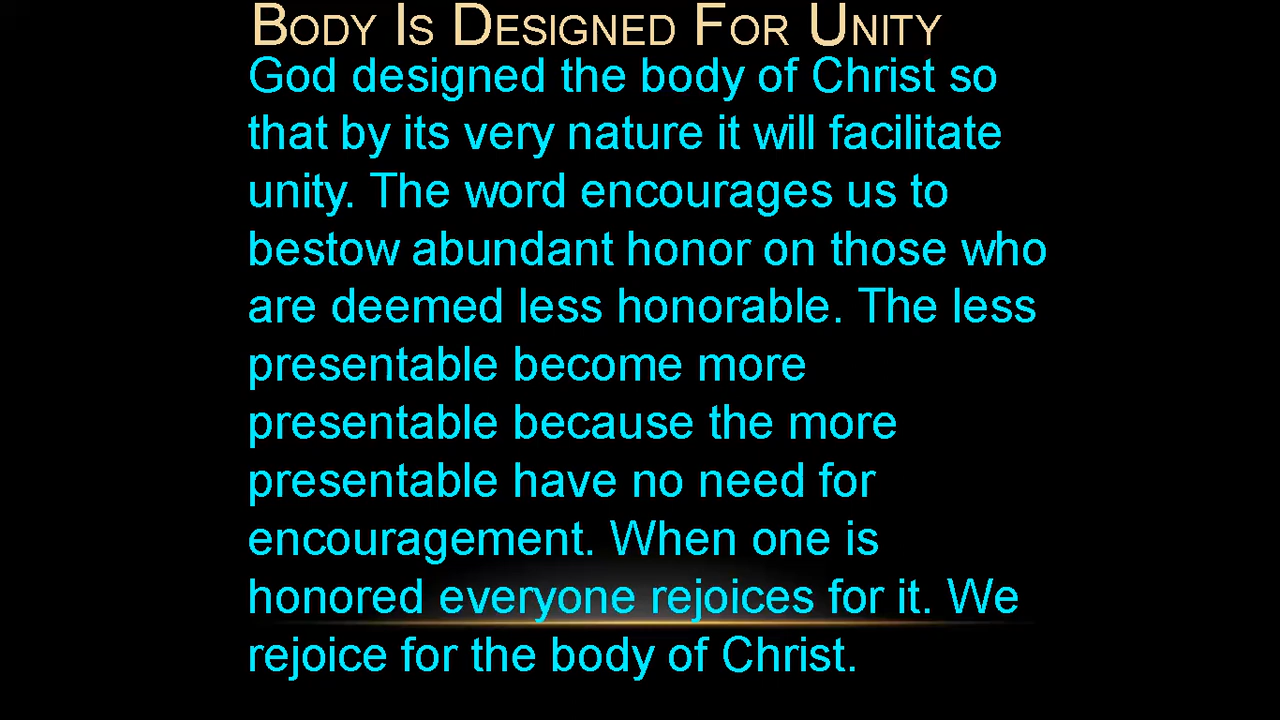 BODY IS DESIGNED FOR UNITY
God designed the body of Christ so
that by its very nature it will facilitate
unity. The word encourages us to
bestow abundant honor on those who
are deemed less honorable. The less
presentable become more
presentable because the more
presentable have no need for
encouragement. When one is
honored everyone rejoices for it. We
rejoice for the body of Christ.